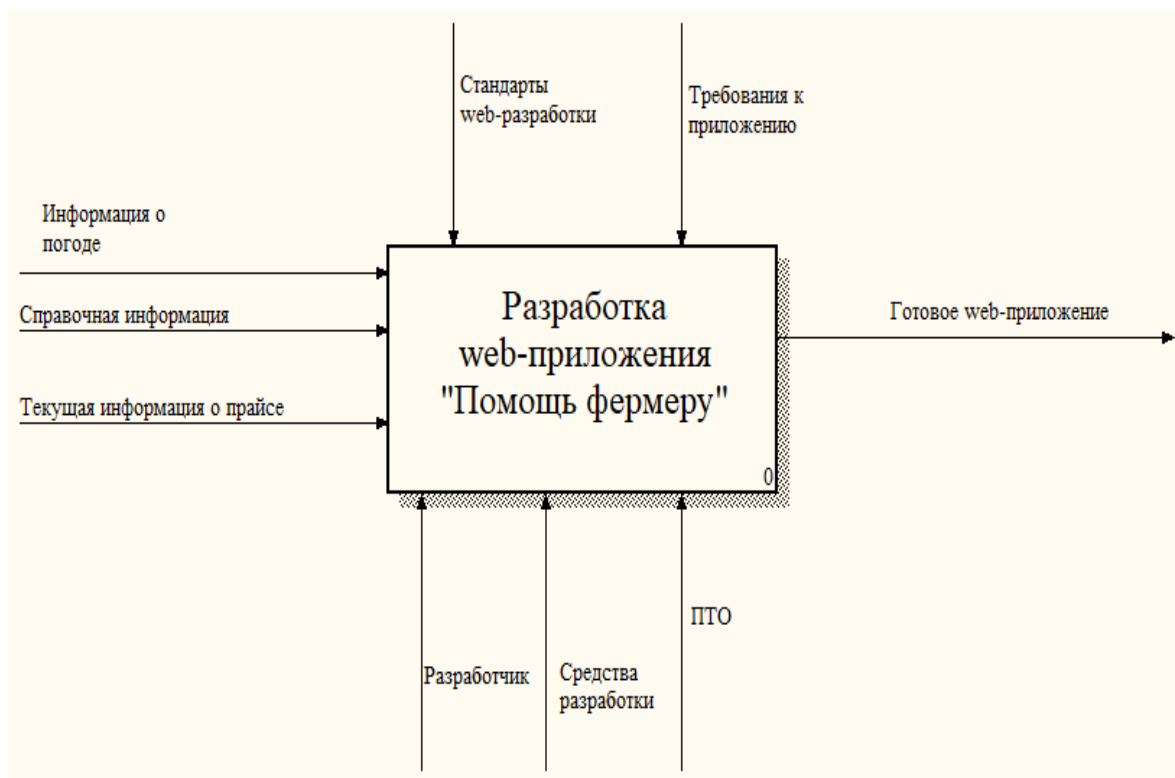 Стандарты
web-разработки
Требования к
приложению
Информация о
погоде
Справочная информация
Текущая информация о прайсе
Разработка
web-приложения
"Помощь фермеру"
0
Готовое web-приложение
ПТО
Разработчик
Средства
разработки